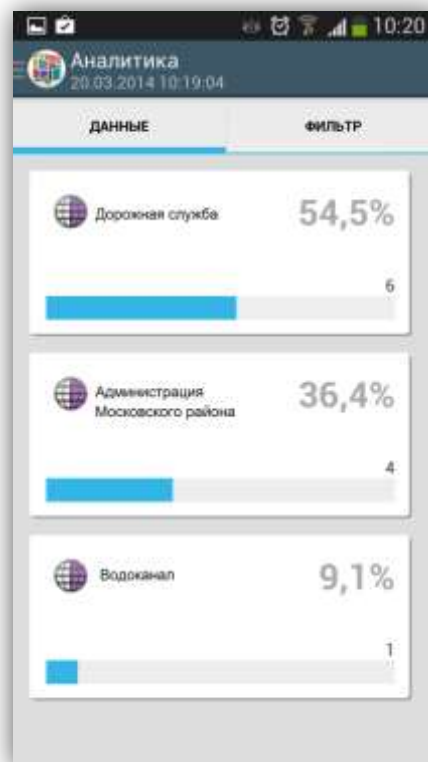 10:20
Аналитика
20.03.2014 10:19:04
ДАННЫЕ
ФИЛЬТР
Дорожная служба
54,5%
6
Администрация
Московского района
36,4%
4
Водоканал
9,1%
1